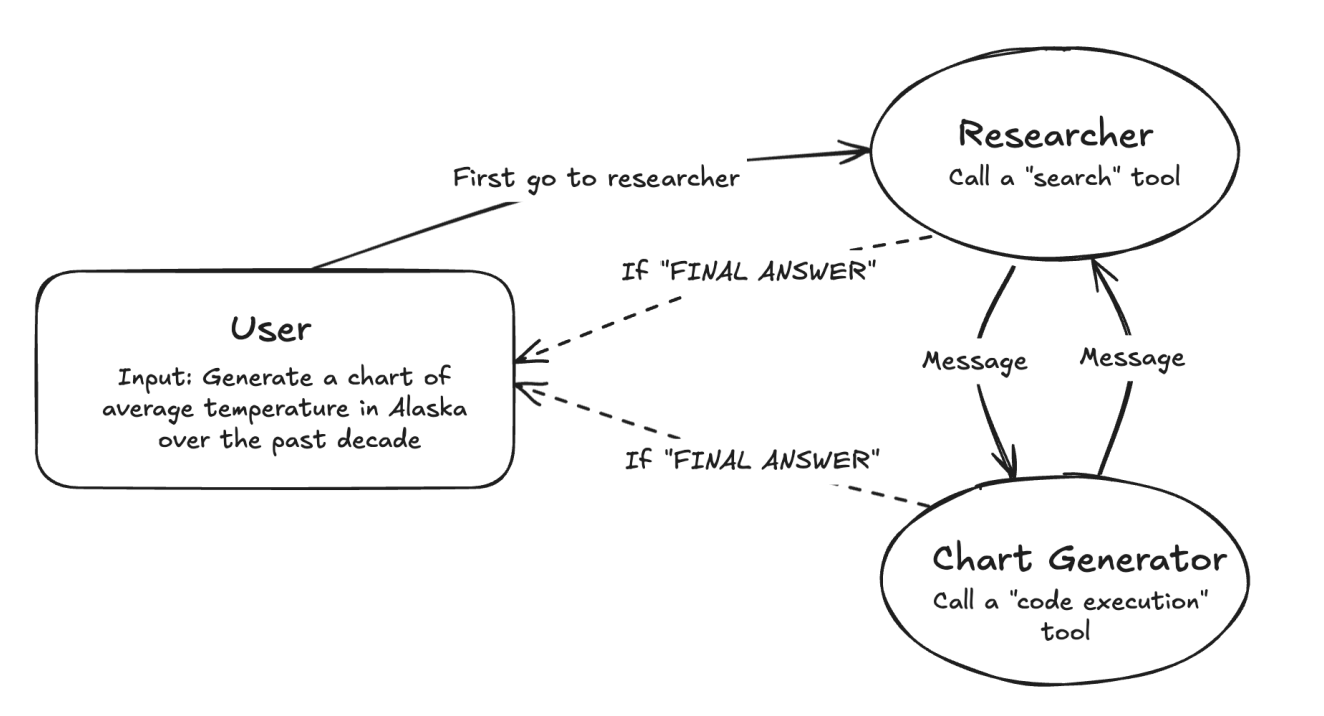 Researcher
Call a "search" tool
First go to researcher
If "FINAL ANSWER"
User
Input: Generate a chart of
average temperature in Alaska
over the past decade
Message
Message
If "FINAL ANSWER"
Chart Generator
Call a "code execution"
tool